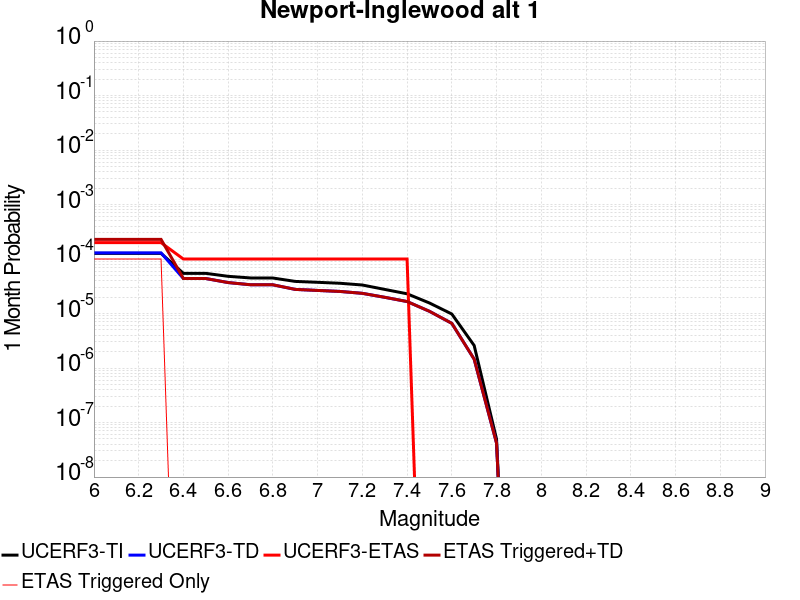 Newport-Inglewood alt 1
10^0
10^-1
10^-2
10^-3
10^-4
10^-5
10^-6
10^-7
10^-8
1 Month Probability
6 6.2 6.4 6.6 6.8 7 7.2 7.4 7.6 7.8 8 8.2 8.4 8.6 8.8 9
Magnitude
UCERF3-TI UCERF3-TD UCERF3-ETAS ETAS Triggered+TD
ETAS Triggered Only